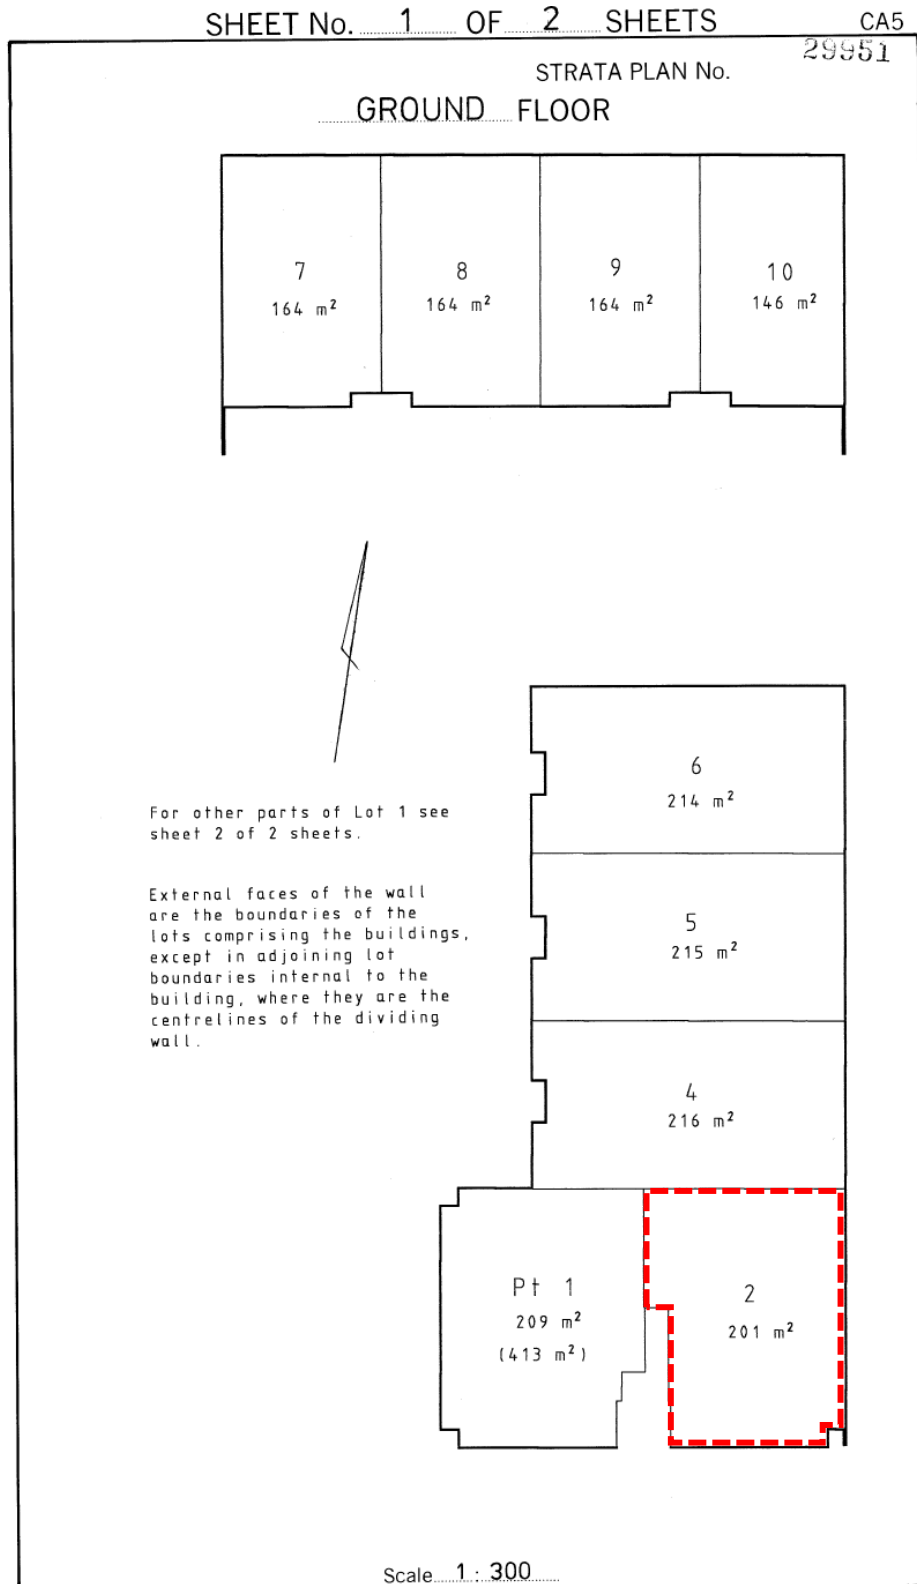 SHEET No. 1 OF 2 SHEETS CA5
29951
STRATA PLAN No.
GROUND FLOOR
7
164 m²
8
164 m²
9
164 m²
10
146 m²
6
214 m²
For other parts of Lot 1 see
sheet 2 of 2 sheets.
External faces of the wall
are the boundaries of the
lots comprising the buildings,
except in adjoining lot
boundaries internal to the
building, where they are the
centrelines of the dividing
wall.
5
215 m²
4
216 m²
Pt 1
209 m²
(413 m²)
2
201 m²
Scale 1 : 300